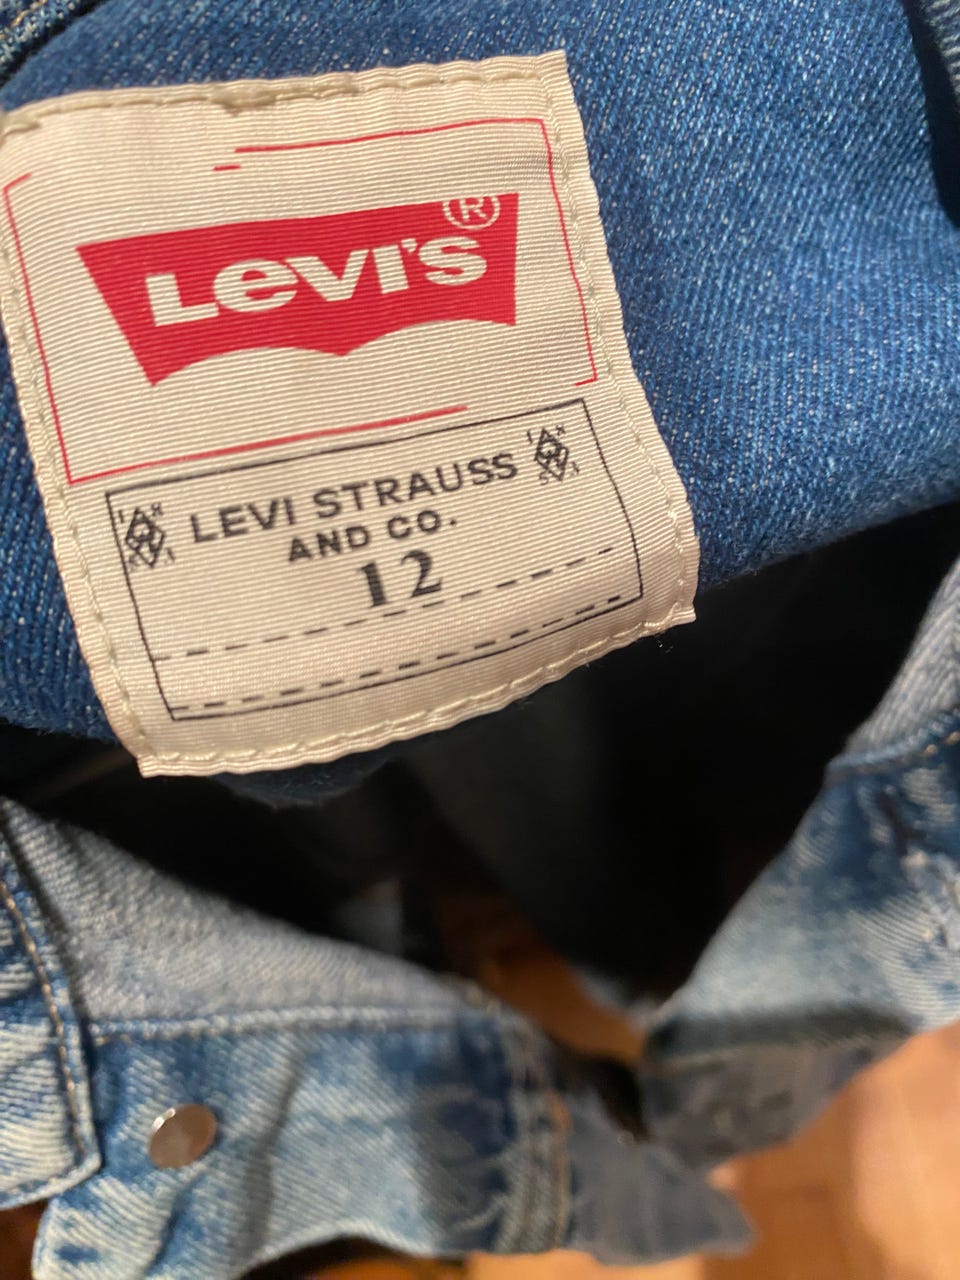 LEVI'S®
LEVI STRAUSS
AND CO.
12